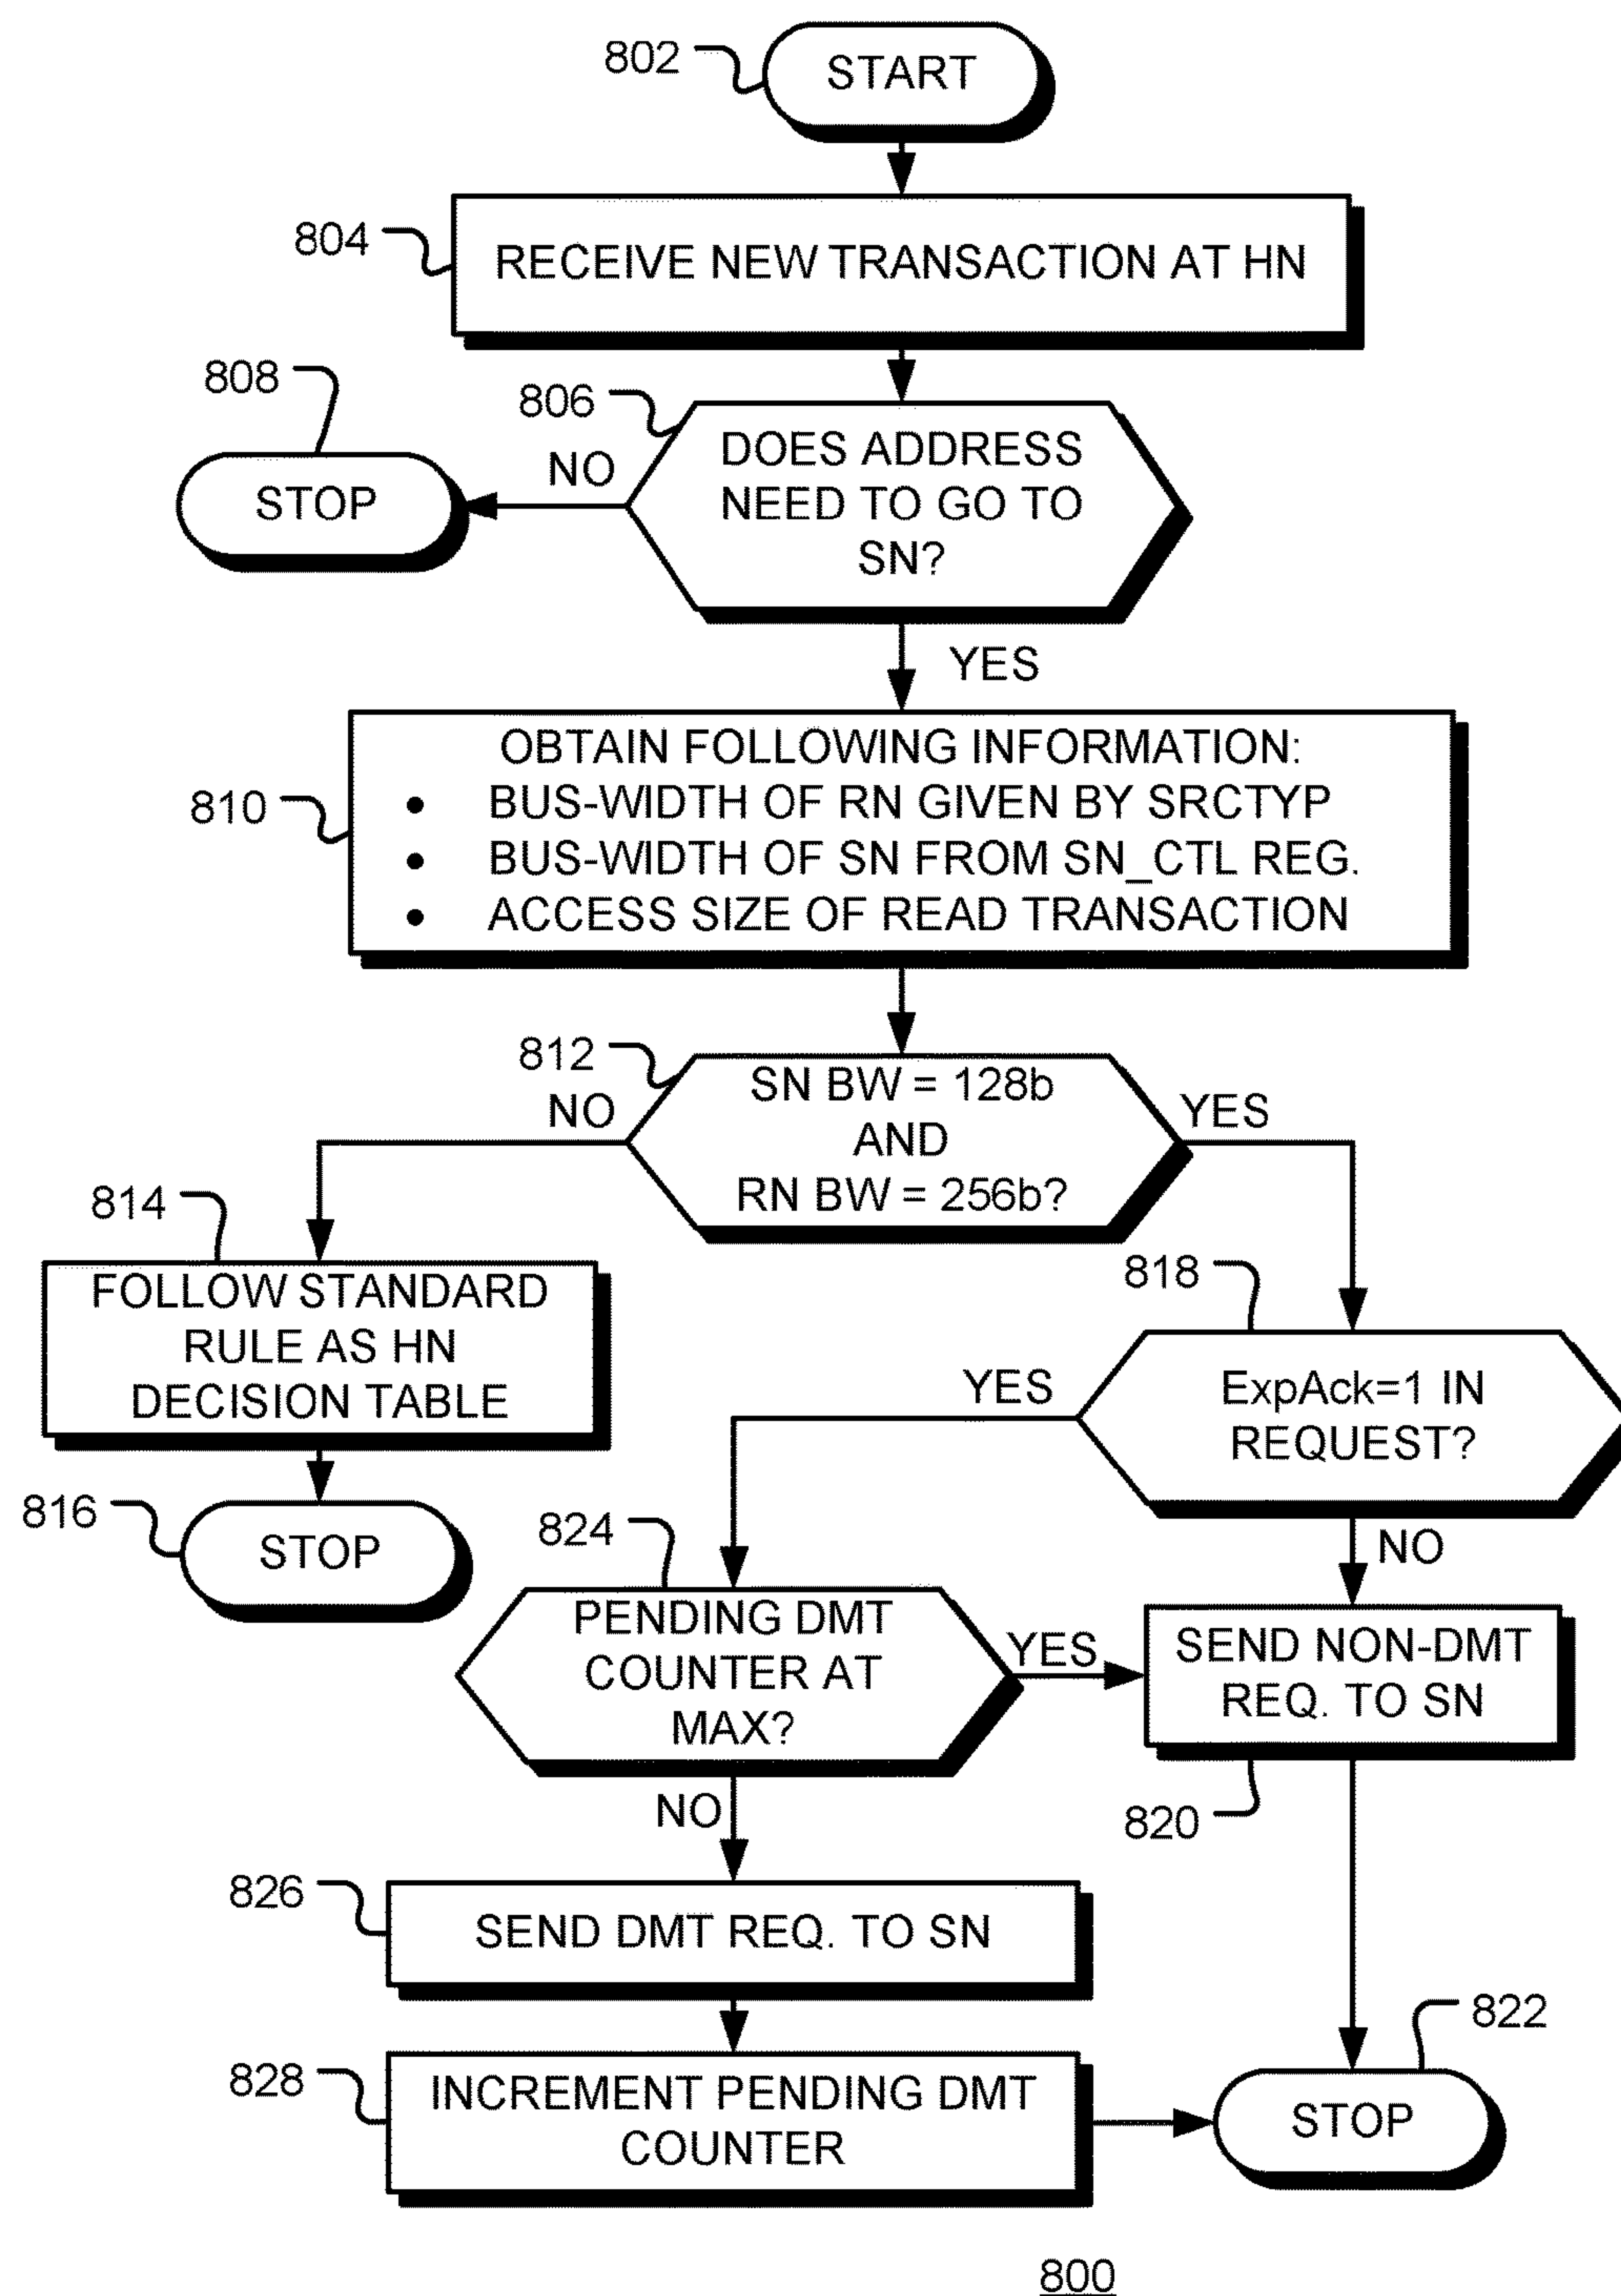 802
START
804
RECEIVE NEW TRANSACTION AT HN
808
806
STOP
NO
DOES ADDRESS
NEED TO GO TO
SN?
YES
810
OBTAIN FOLLOWING INFORMATION:
• BUS-WIDTH OF RN GIVEN BY SRCTYP
• BUS-WIDTH OF SN FROM SN_CTL REG.
• ACCESS SIZE OF READ TRANSACTION
812
NO
SN BW = 128b
AND
RN BW = 256b?
YES
814
FOLLOW STANDARD
RULE AS HN
DECISION TABLE
816
STOP
818
YES
ExpAck=1 IN
REQUEST?
NO
824
PENDING DMT
COUNTER AT
MAX?
YES
SEND NON-DMT
REQ. TO SN
820
NO
826
SEND DMT REQ. TO SN
828
INCREMENT PENDING DMT
COUNTER
822
STOP
800